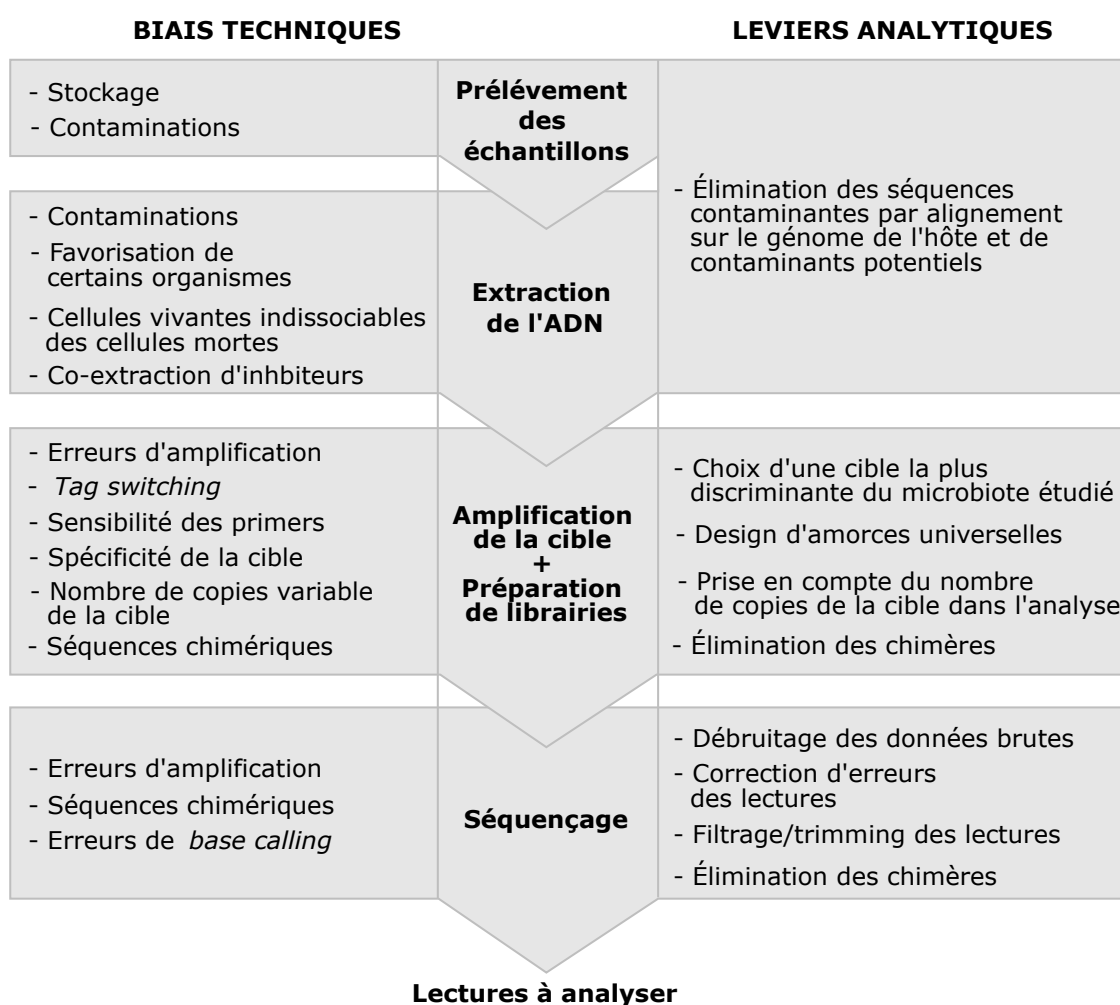 BIAIS TECHNIQUES
LEVIERS ANALYTIQUES
- Stockage
- Contaminations
Prélévement
des
échantillons
- Contaminations
- Favorisation de
certains organismes
- Cellules vivantes indissociables
des cellules mortes
- Co-extraction d'inhbiteurs
Extraction
de l'ADN
- Élimination des séquences
contaminantes par alignement
sur le génome de l'hôte et de
contaminants potentiels
- Erreurs d'amplification
- Tag switching
- Sensibilité des primers
- Spécificité de la cible
- Nombre de copies variable
de la cible
- Séquences chimériques
Amplification
de la cible
+
Préparation
de librairies
- Choix d'une cible la plus
discriminante du microbiote étudié
- Design d'amorces universelles
- Prise en compte du nombre
de copies de la cible dans l'analyse
- Élimination des chimères
- Erreurs d'amplification
- Séquences chimériques
- Erreurs de base calling
Séquençage
- Débruitage des données brutes
- Correction d'erreurs
des lectures
- Filtrage/trimming des lectures
- Élimination des chimères
Lectures à analyser